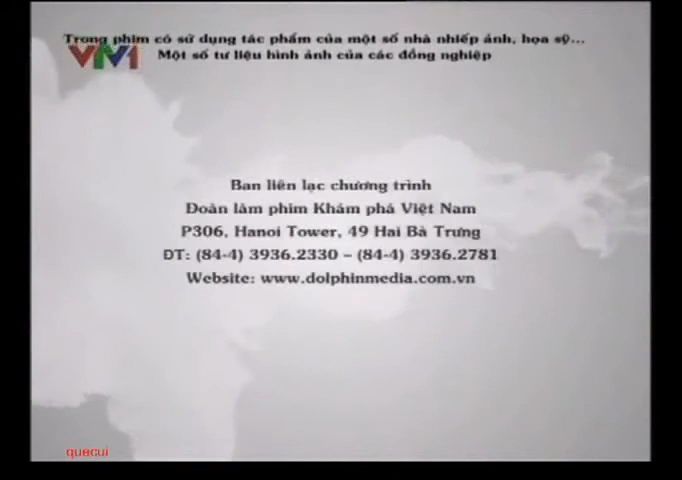 Trong phim có sử dụng tác phẩm của một số nhà nhiếp ảnh, họa sỹ...
VTV1
Một số tư liệu hình ảnh của các đồng nghiệp
Ban liên lạc chương trình
Đoàn làm phim Khám phá Việt Nam
P306, Hanoi Tower, 49 Hai Bà Trưng
ĐT: (84-4) 3936.2330 – (84-4) 3936.2781
Website: www.dolphinmedia.com.vn
quecui